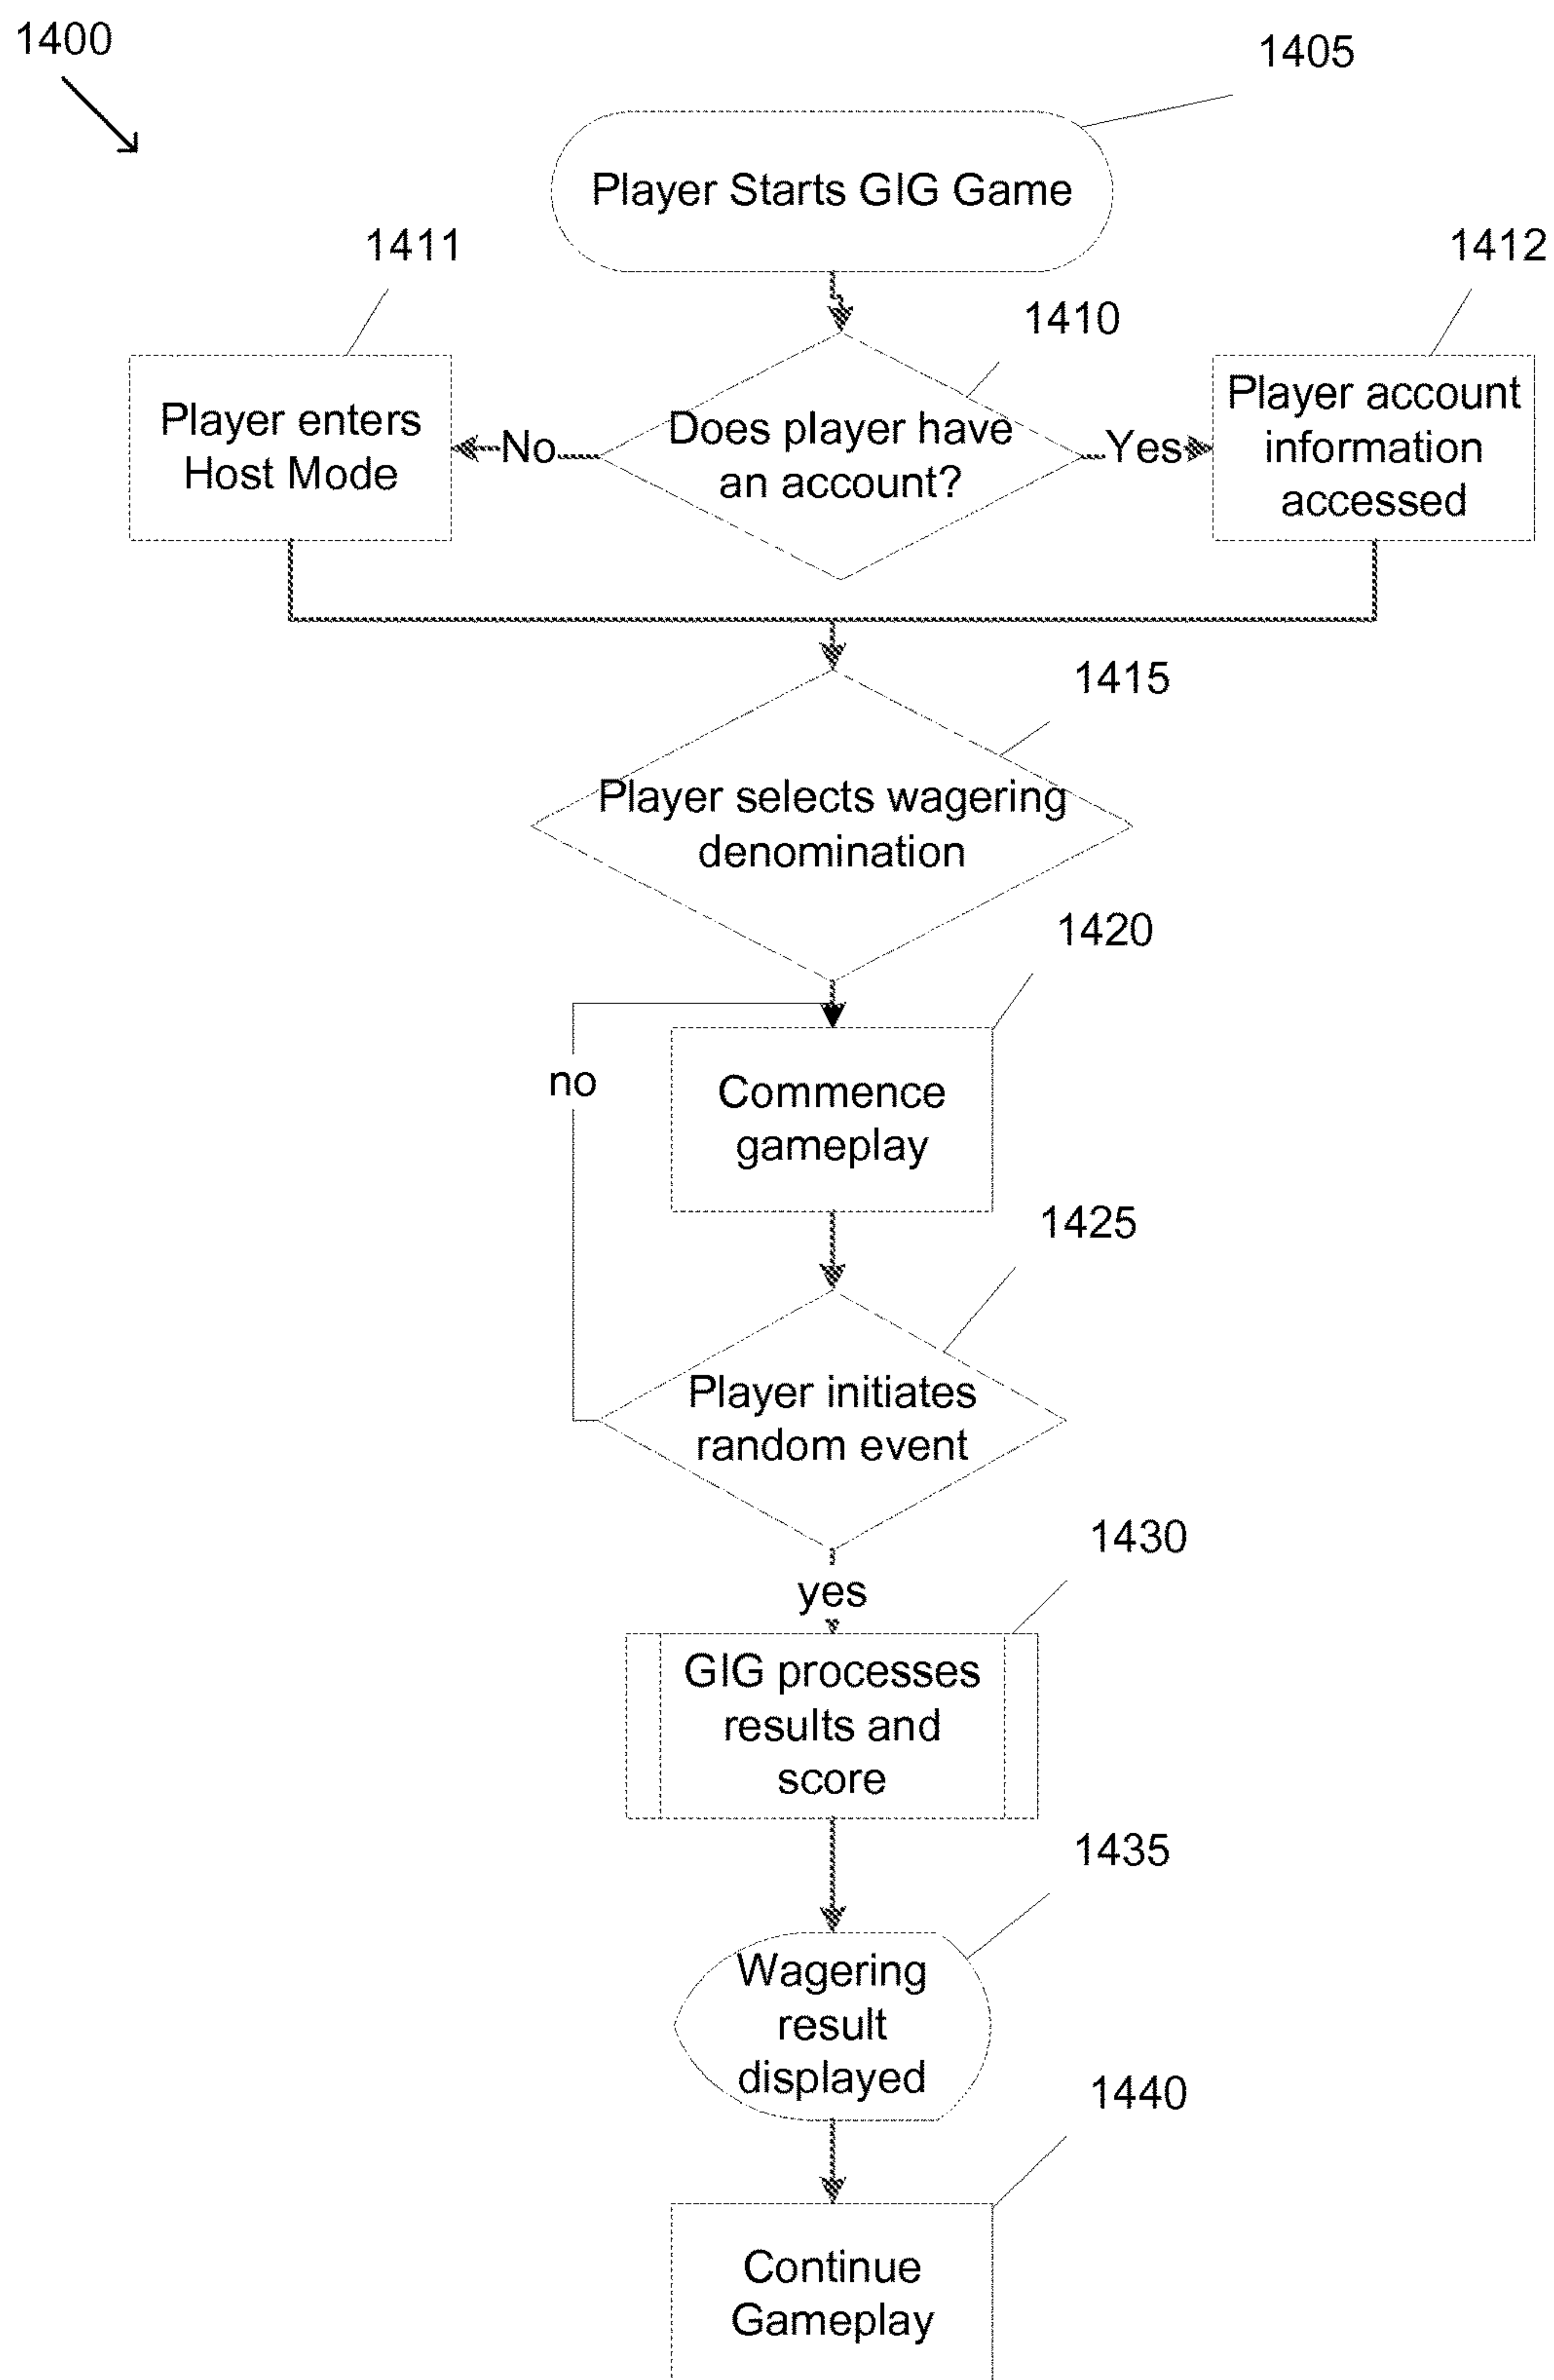 1400
1405
Player Starts GIG Game
1411
1412
1410
Player enters
Host Mode
No
Does player have
an account?
Yes
Player account
information
accessed
1415
Player selects wagering
denomination
1420
no
Commence
gameplay
1425
Player initiates
random event
1430
yes
GIG processes
results and
score
1435
Wagering
result
displayed
1440
Continue
Gameplay